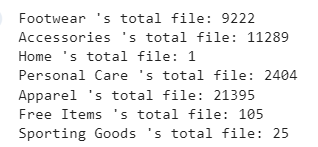 Footwear 's total file: 9222
Accessories 's total file: 11289
Home 's total file: 1
Personal Care 's total file: 2404
Apparel 's total file: 21395
Free Items 's total file: 105
Sporting Goods 's total file: 25